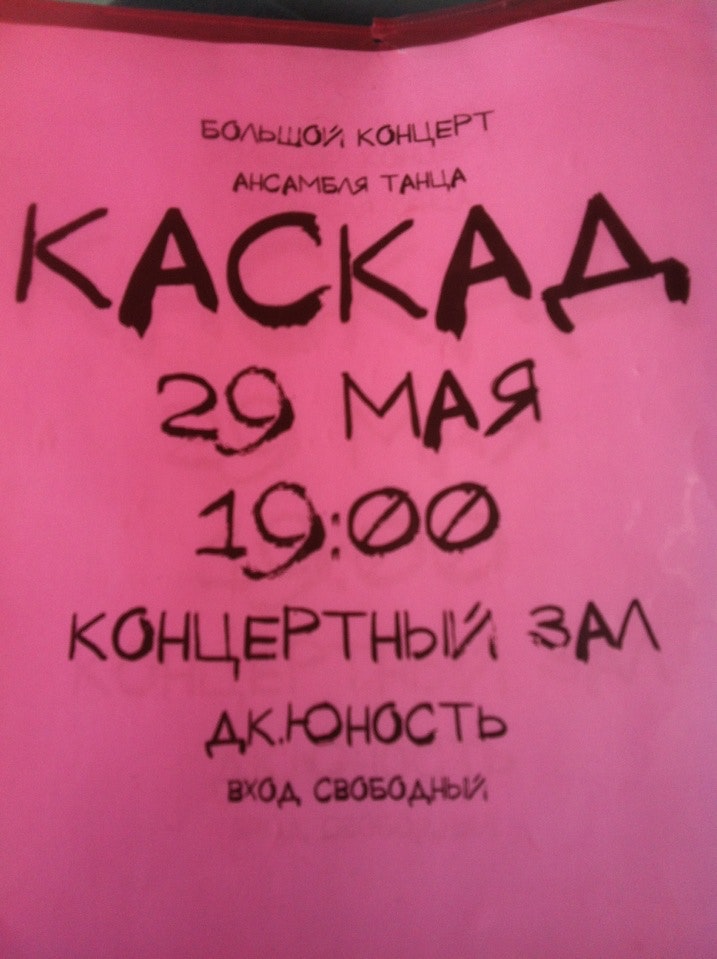 БОЛЬШОЙ КОНЦЕРТ
АНСАМБЛЯ ТАНЦА
КАСКАД
29 МАЯ
19:00
КОНЦЕРТНЫЙ ЗАЛ
ДК.ЮНОСТЬ
ВХОД СВОБОДНЫЙ